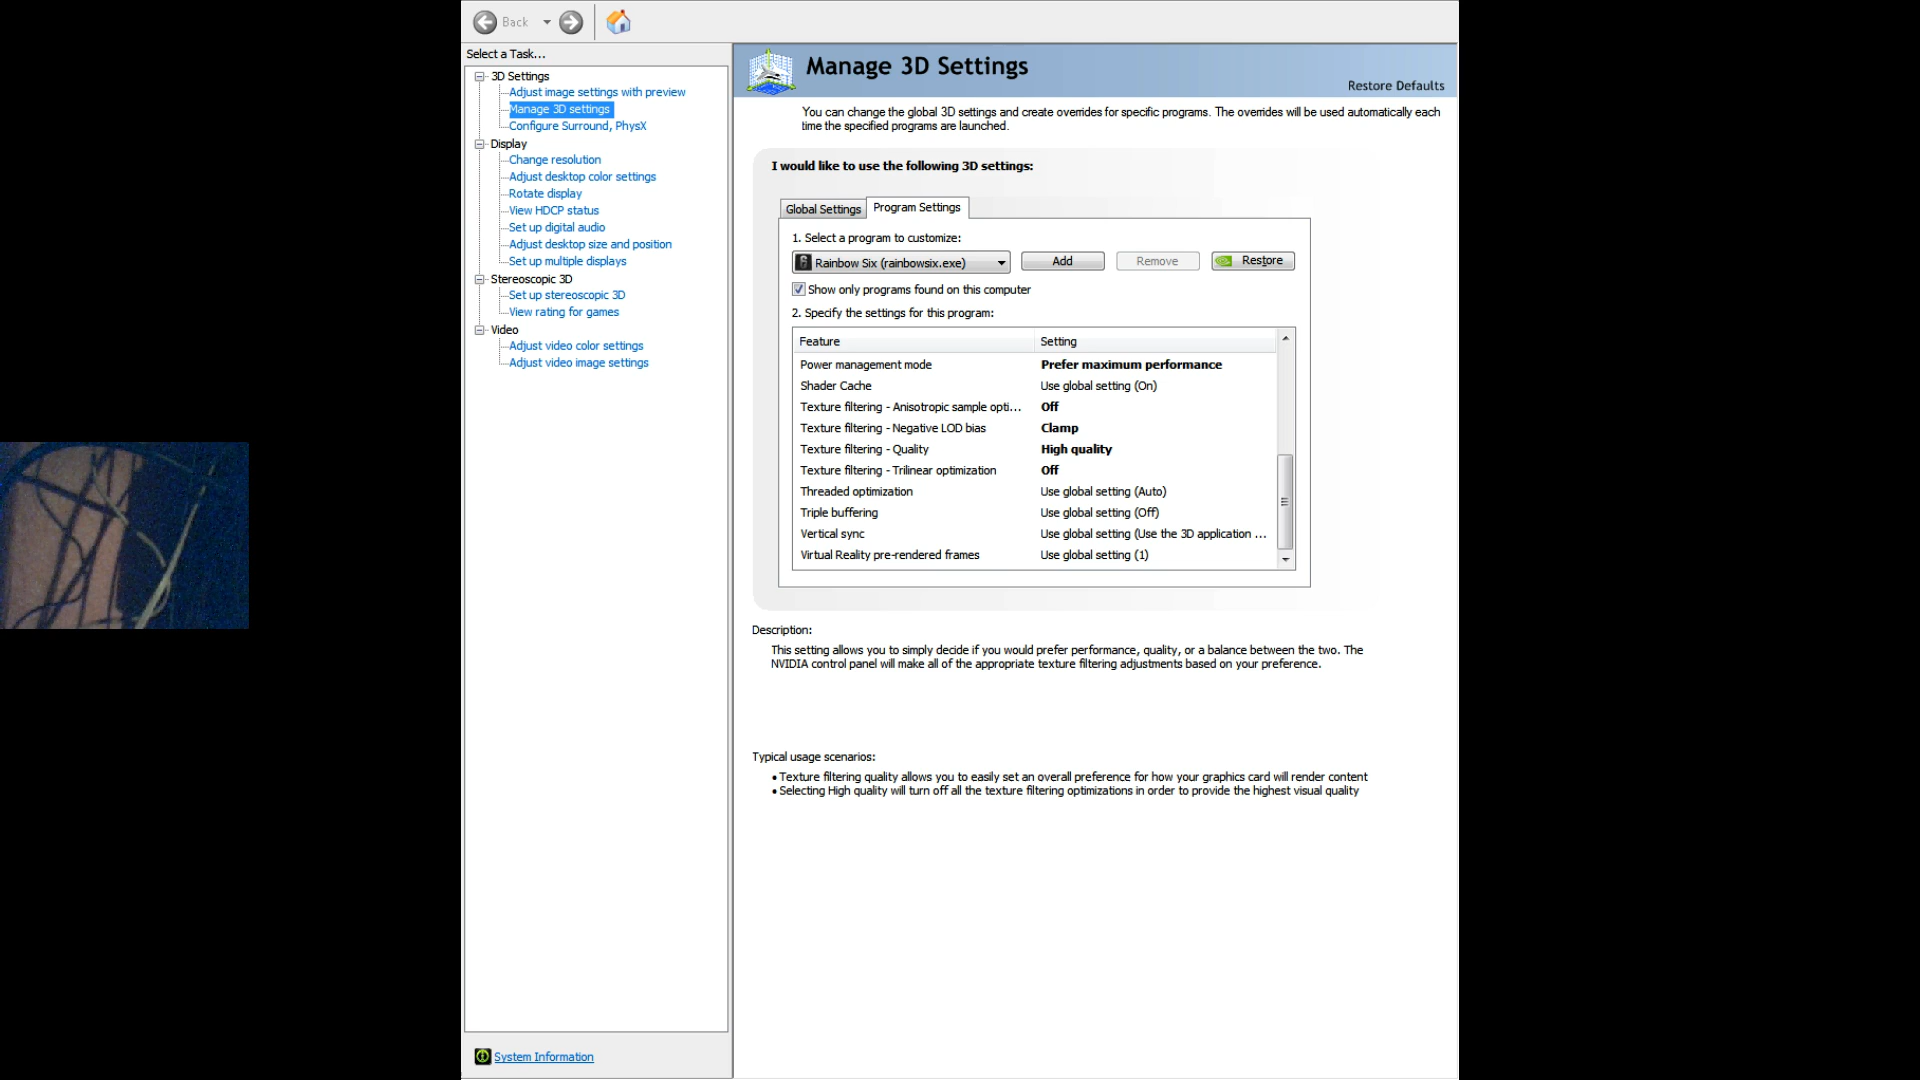 Back
Select a Task...
3D Settings
Adjust image settings with preview
Manage 3D settings
Configure Surround, PhysX
Display
Change resolution
Adjust desktop color settings
Rotate display
View HDCP status
Set up digital audio
Adjust desktop size and position
Set up multiple displays
Stereoscopic 3D
Set up stereoscopic 3D
View rating for games
Video
Adjust video color settings
Adjust video image settings
System Information
Manage 3D Settings
Restore Defaults
You can change the global 3D settings and create overrides for specific programs. The overrides will be used automatically each
time the specified programs are launched.
I would like to use the following 3D settings:
Global Settings Program Settings
1. Select a program to customize:
Rainbow Six (rainbowsix.exe) Add Remove Restore
Show only programs found on this computer
2. Specify the settings for this program:
Feature Setting
Power management mode Prefer maximum performance
Shader Cache Use global setting (On)
Texture filtering - Anisotropic sample opti... Off
Texture filtering - Negative LOD bias Clamp
Texture filtering - Quality High quality
Texture filtering - Trilinear optimization Off
Threaded optimization Use global setting (Auto)
Triple buffering Use global setting (Off)
Vertical sync Use global setting (Use the 3D application ...
Virtual Reality pre-rendered frames Use global setting (1)
Description:
This setting allows you to simply decide if you would prefer performance, quality, or a balance between the two. The
NVIDIA control panel will make all of the appropriate texture filtering adjustments based on your preference.
Typical usage scenarios:
• Texture filtering quality allows you to easily set an overall preference for how your graphics card will render content
• Selecting High quality will turn off all the texture filtering optimizations in order to provide the highest visual quality